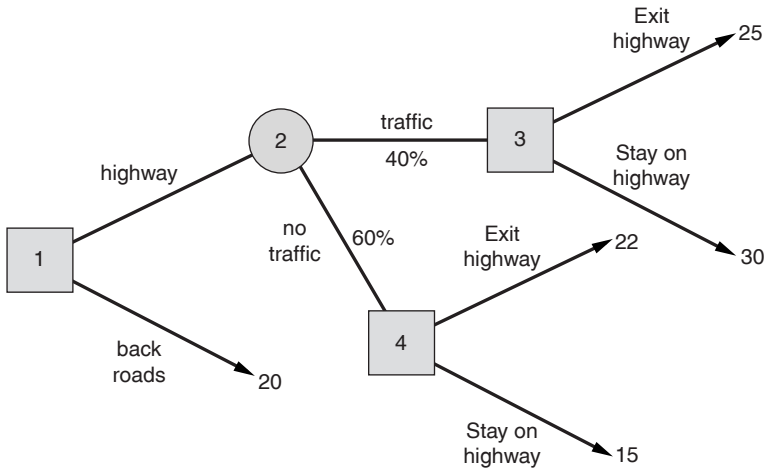 Exit
highway
25
traffic
2
3
40%
Stay on
highway
highway
no
traffic
60%
Exit
highway
22
30
1
4
back
roads
20
Stay on
highway
15